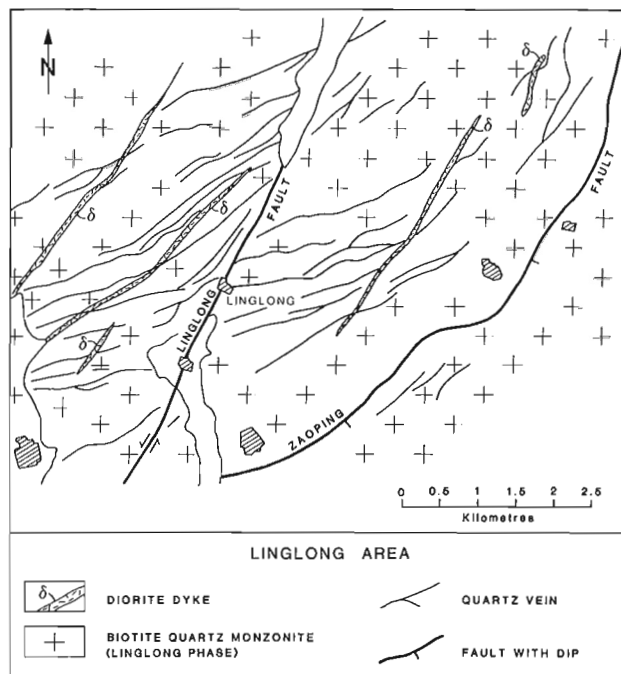 N
δ
δ
FAULT
δ
δ
FAULT
LINGLONG
LINGLONG
δ
ZAOPING
0 0.5 1 1.5 2 2.5
Kilometres
LINGLONG AREA
δ DIORITE DYKE
QUARTZ VEIN
BIOTITE QUARTZ MONZONITE
(LINGLONG PHASE)
FAULT WITH DIP